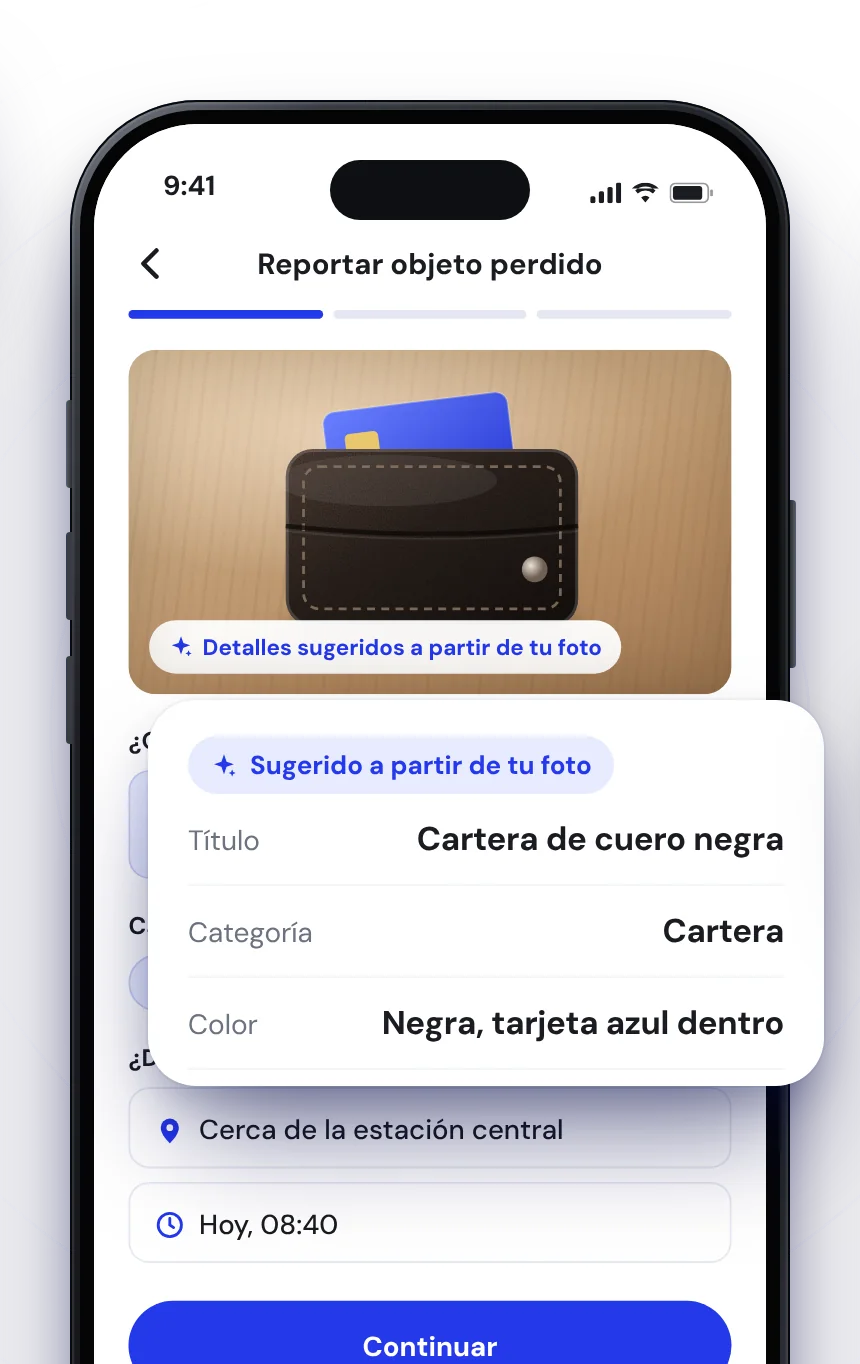 9:41
Reportar objeto perdido
Detalles sugeridos a partir de tu foto
Sugerido a partir de tu foto
Título Cartera de cuero negra
Categoría Cartera
Color Negra, tarjeta azul dentro
Cerca de la estación central
Hoy, 08:40
Continuar